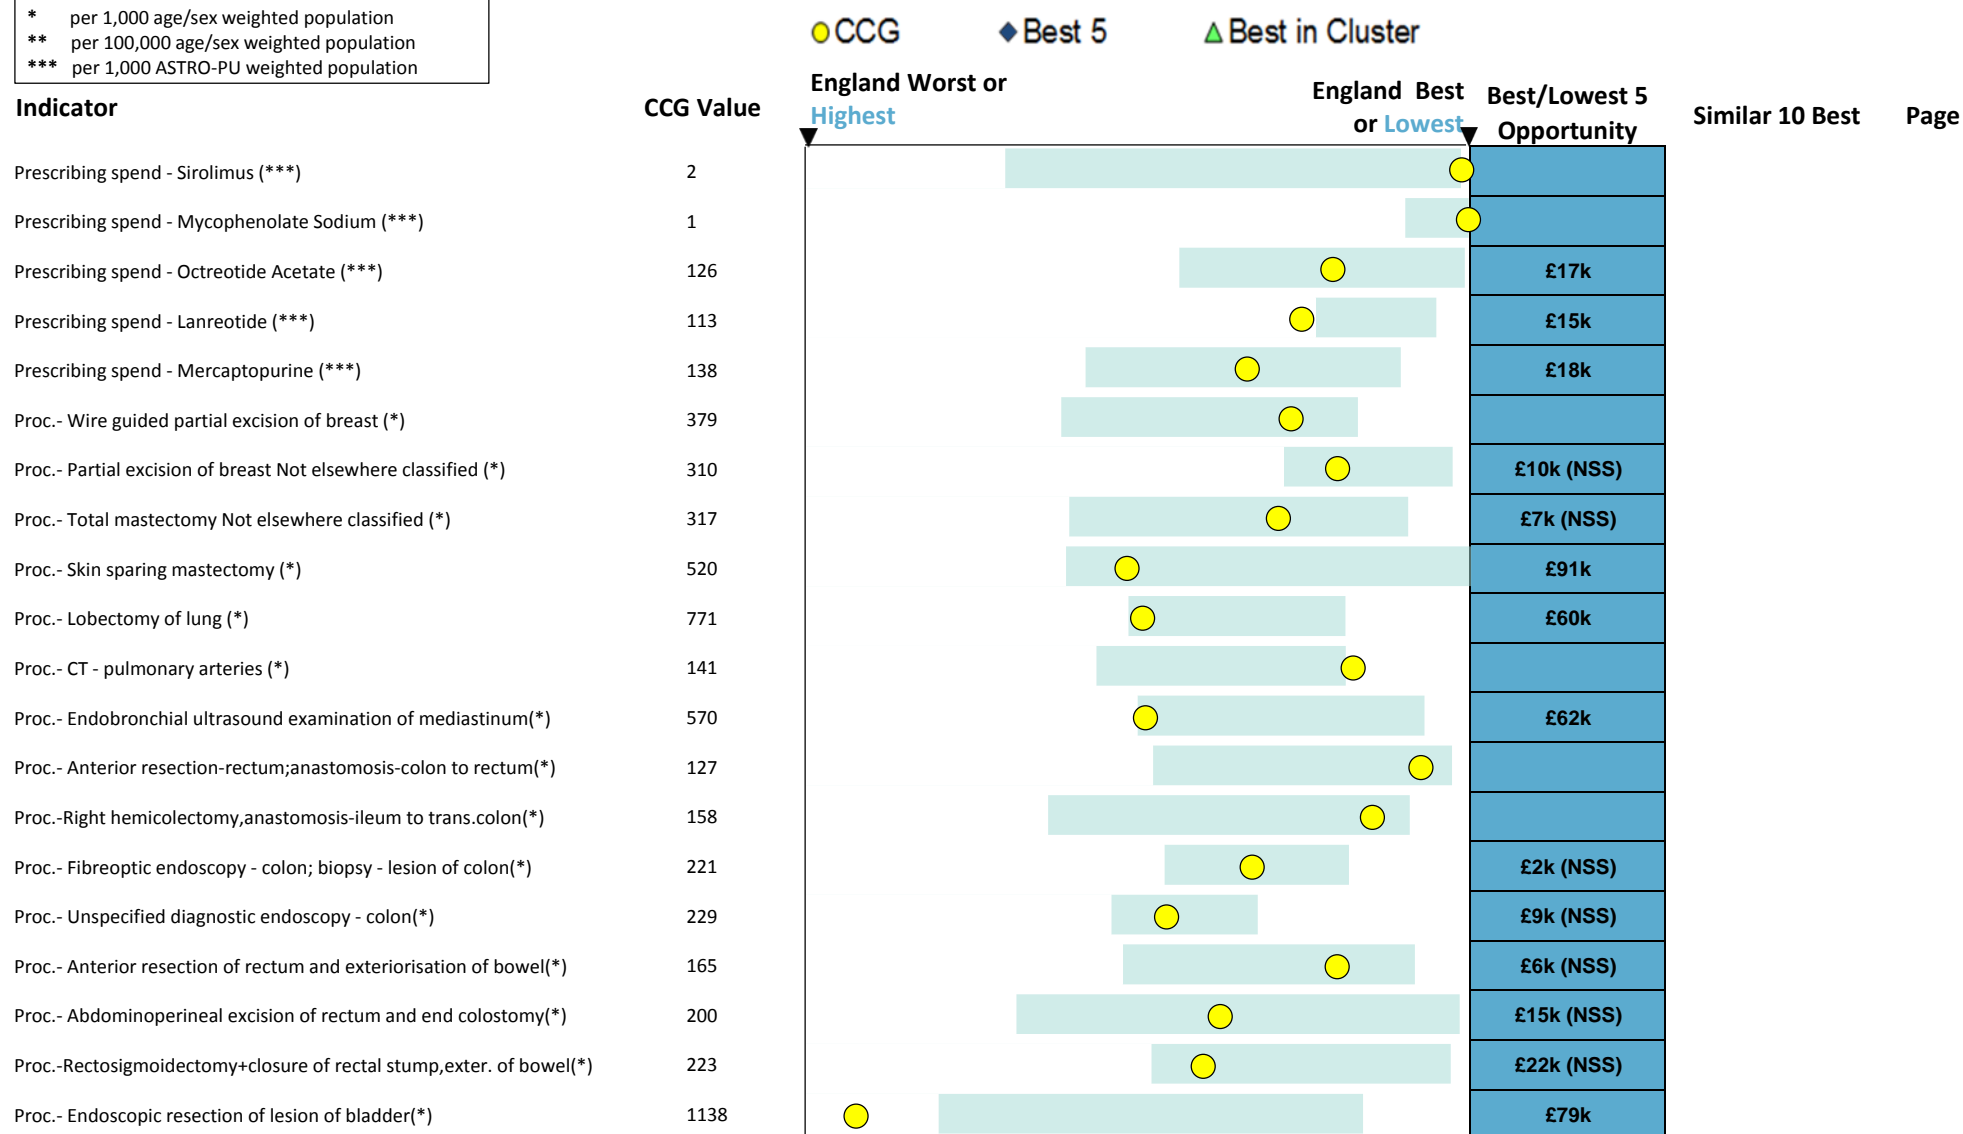 * per 1,000 age/sex weighted population
** per 100,000 age/sex weighted population
*** per 1,000 ASTRO-PU weighted population
CCG Best 5 Best in Cluster
Indicator CCG Value England Worst or Highest England Best or Lowest Best/Lowest 5 Opportunity Similar 10 Best Page
Prescribing spend - Sirolimus (***) 2
Prescribing spend - Mycophenolate Sodium (***) 1
Prescribing spend - Octreotide Acetate (***) 126 £17k
Prescribing spend - Lanreotide (***) 113 £15k
Prescribing spend - Mercaptopurine (***) 138 £18k
Proc.- Wire guided partial excision of breast (*) 379
Proc.- Partial excision of breast Not elsewhere classified (*) 310 £10k (NSS)
Proc.- Total mastectomy Not elsewhere classified (*) 317 £7k (NSS)
Proc.- Skin sparing mastectomy (*) 520 £91k
Proc.- Lobectomy of lung (*) 771 £60k
Proc.- CT - pulmonary arteries (*) 141
Proc.- Endobronchial ultrasound examination of mediastinum(*) 570 £62k
Proc.- Anterior resection-rectum;anastomosis-colon to rectum(*) 127
Proc.-Right hemicolectomy,anastomosis-ileum to trans.colon(*) 158
Proc.- Fibreoptic endoscopy - colon; biopsy - lesion of colon(*) 221 £2k (NSS)
Proc.- Unspecified diagnostic endoscopy - colon(*) 229 £9k (NSS)
Proc.- Anterior resection of rectum and exteriorisation of bowel(*) 165 £6k (NSS)
Proc.- Abdominoperineal excision of rectum and end colostomy(*) 200 £15k (NSS)
Proc.-Rectosigmoidectomy+closure of rectal stump,exter. of bowel(*) 223 £22k (NSS)
Proc.- Endoscopic resection of lesion of bladder(*) 1138 £79k